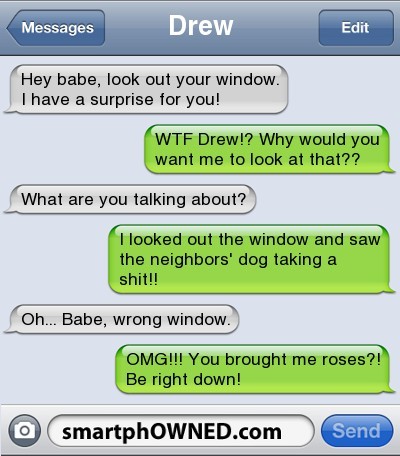 Messages
Drew
Edit
Hey babe, look out your window.
I have a surprise for you!
WTF Drew!? Why would you
want me to look at that??
What are you talking about?
I looked out the window and saw
the neighbors' dog taking a
shit!!
Oh... Babe, wrong window.
OMG!!! You brought me roses?!
Be right down!
smartphOWNED.com
Send